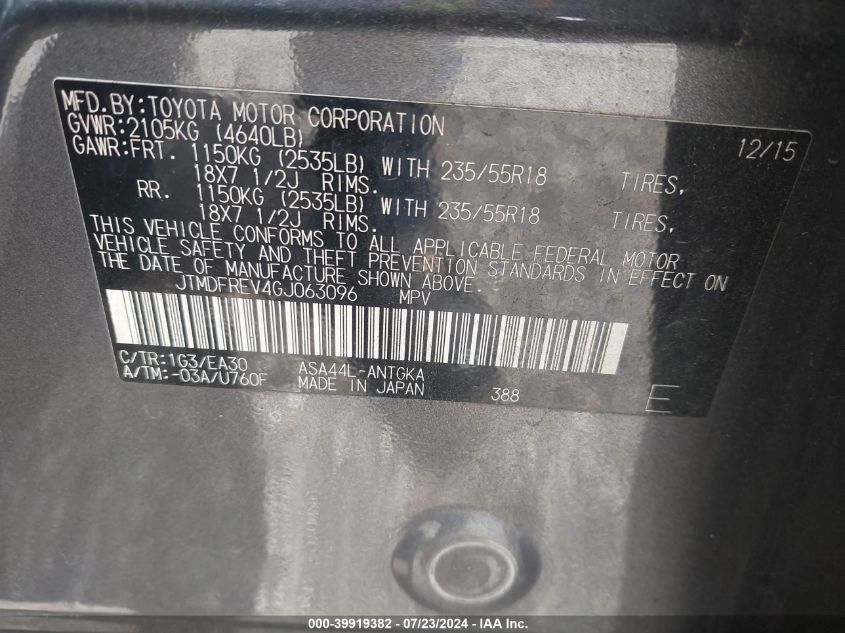 MFD.BY:TOYOTA MOTOR CORPORATION 12/15
GVWR:2105KG (4640LB)
GAWR:FRT. 1150KG (2535LB) WITH 235/55R18 TIRES,
18X7 1/2J RIMS.
RR. 1150KG (2535LB) WITH 235/55R18 TIRES,
18X7 1/2J RIMS.
THIS VEHICLE CONFORMS TO ALL APPLICABLE FEDERAL MOTOR
VEHICLE SAFETY AND THEFT PREVENTION STANDARDS IN EFFECT ON
THE DATE OF MANUFACTURE SHOWN ABOVE.
JTMDFREV4GJ063096 MPV
C/TR:1G3/EA30 ASA44L-ANTGKA
A/TM:-03A/U760F MADE IN JAPAN 388 E
000-39919382 / 07/23/2024 - IAAI.COM